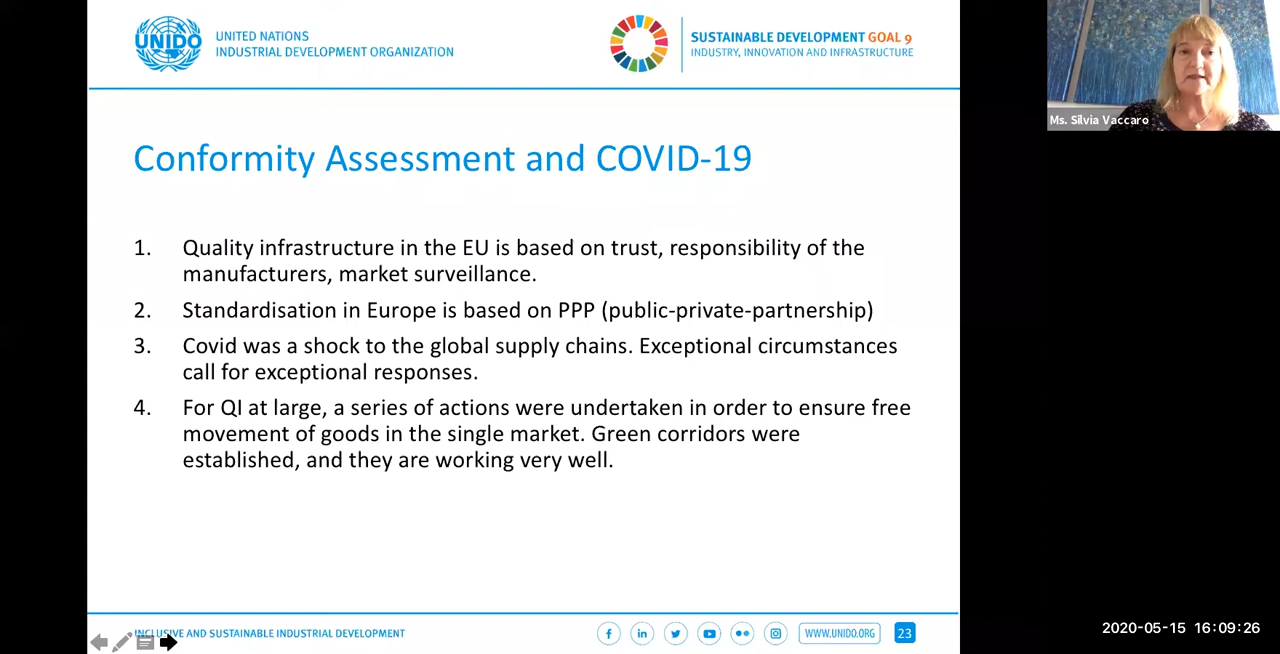 UNIDO
UNITED NATIONS
INDUSTRIAL DEVELOPMENT ORGANIZATION
SUSTAINABLE DEVELOPMENT GOAL 9
INDUSTRY, INNOVATION AND INFRASTRUCTURE
Ms. Silvia Vaccaro
Conformity Assessment and COVID-19
1. Quality infrastructure in the EU is based on trust, responsibility of the
manufacturers, market surveillance.
2. Standardisation in Europe is based on PPP (public-private-partnership)
3. Covid was a shock to the global supply chains. Exceptional circumstances
call for exceptional responses.
4. For QI at large, a series of actions were undertaken in order to ensure free
movement of goods in the single market. Green corridors were
established, and they are working very well.
INCLUSIVE AND SUSTAINABLE INDUSTRIAL DEVELOPMENT
WWW.UNIDO.ORG
23
2020-05-15 16:09:26